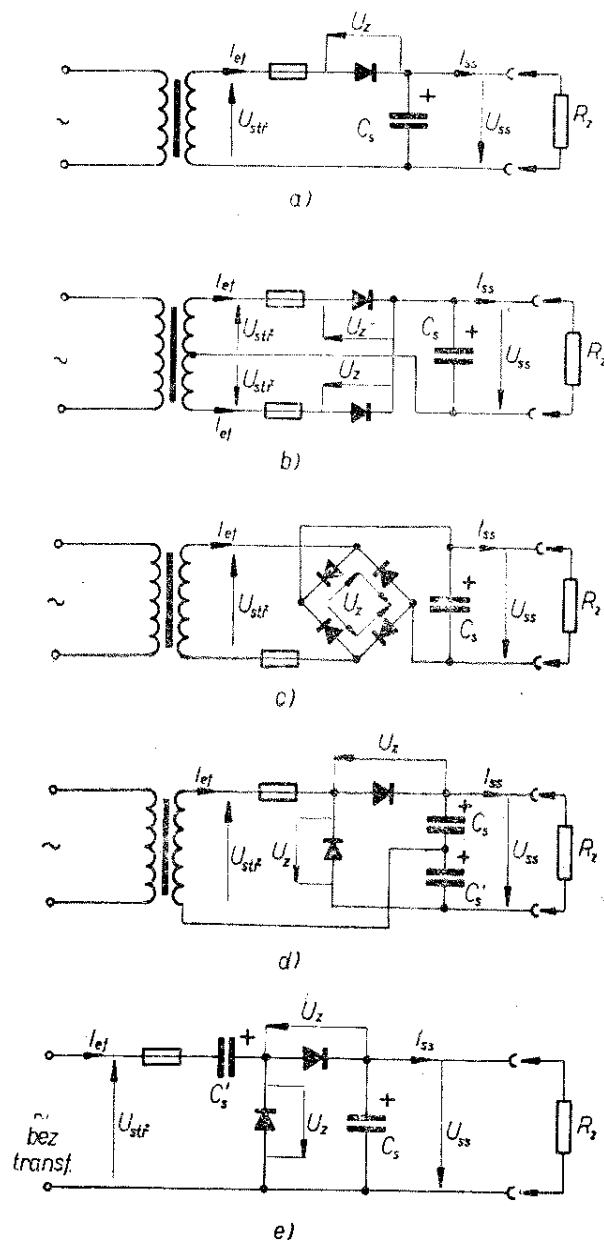 U_z
I_ef I_ss
~ U_stř C_s + U_ss R_z
a)
I_ef I_ss
~ U_stř U_z C_s + U_ss R_z
U_stř U_z
I_ef
b)
I_ef I_ss
~ U_stř U_z C_s + U_ss R_z
c)
U_z
I_ef I_ss
~ U_stř U_z + C_s U_ss R_z
+ C_s'
d)
U_z
I_ef + I_ss
C_s' +
~ U_stř U_z C_s U_ss R_z
bez
transf.
e)